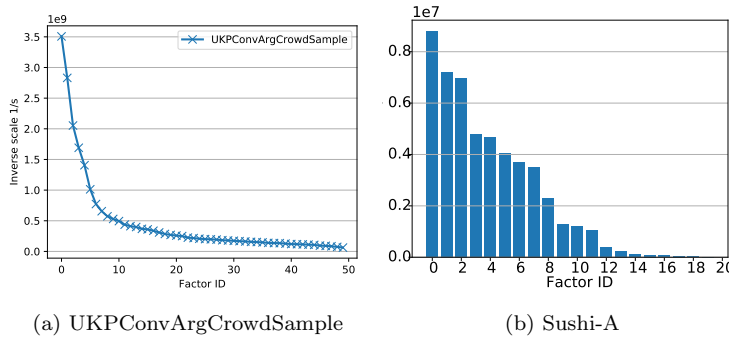 1e9
UKPConvArgCrowdSample
3.5
3.0
2.5
2.0
1.5
1.0
0.5
0.0
Inverse scale 1/s
0 10 20 30 40 50
Factor ID
(a) UKPConvArgCrowdSample
1e7
0.8
0.6
0.4
0.2
0.0
0 2 4 6 8 10 12 14 16 18 20
Factor ID
(b) Sushi-A